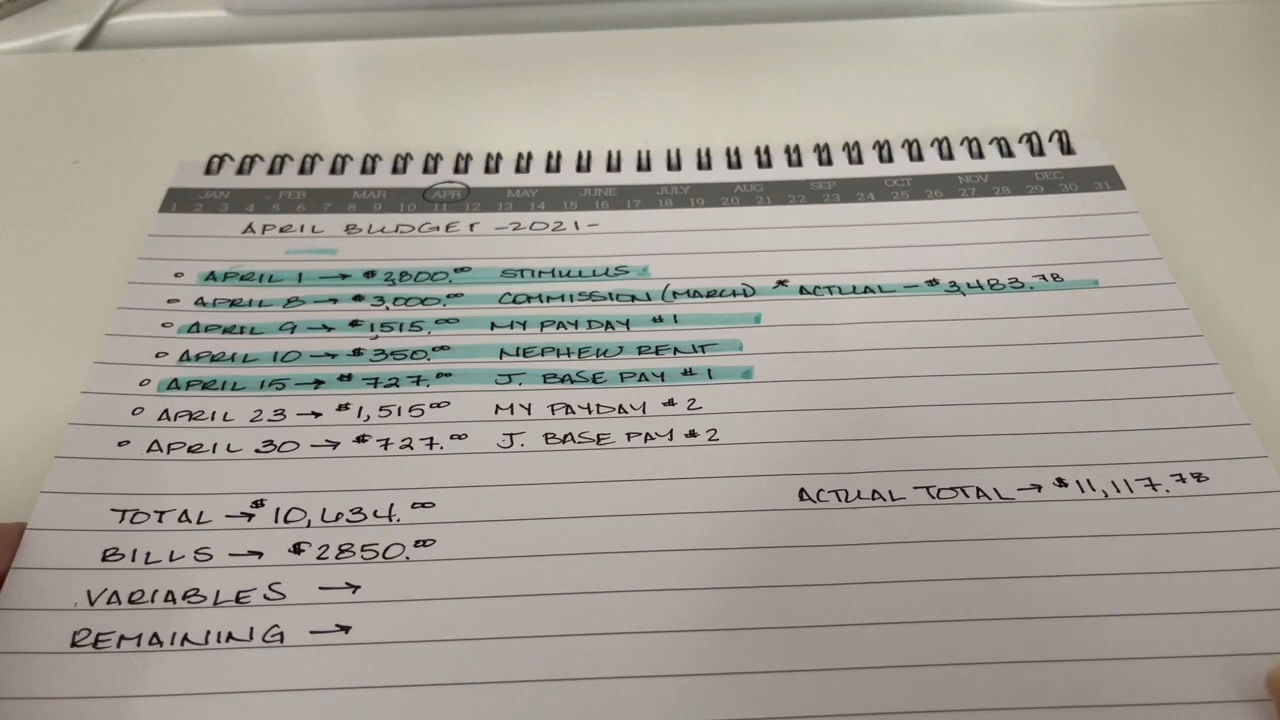 JAN FEB MAR APR MAY JUNE JULY AUG SEP OCT NOV DEC
1 2 3 4 5 6 7 8 9 10 11 12 13 14 15 16 17 18 19 20 21 22 23 24 25 26 27 28 29 30 31
APRIL BUDGET -2021-
APRIL 1 → $2,800.00 STIMULUS
APRIL 8 → $3,000.00 COMMISSION (MARCH) * ACTUAL - $3,483.78
APRIL 9 → $1,515.00 MY PAYDAY #1
APRIL 10 → $350.00 NEPHEW RENT
APRIL 15 → $727.00 J. BASE PAY #1
APRIL 23 → $1,515.00 MY PAYDAY #2
APRIL 30 → $727.00 J. BASE PAY #2
ACTUAL TOTAL → $11,117.78
TOTAL → $10,634.00
BILLS → $2850.00
VARIABLES →
REMAINING →